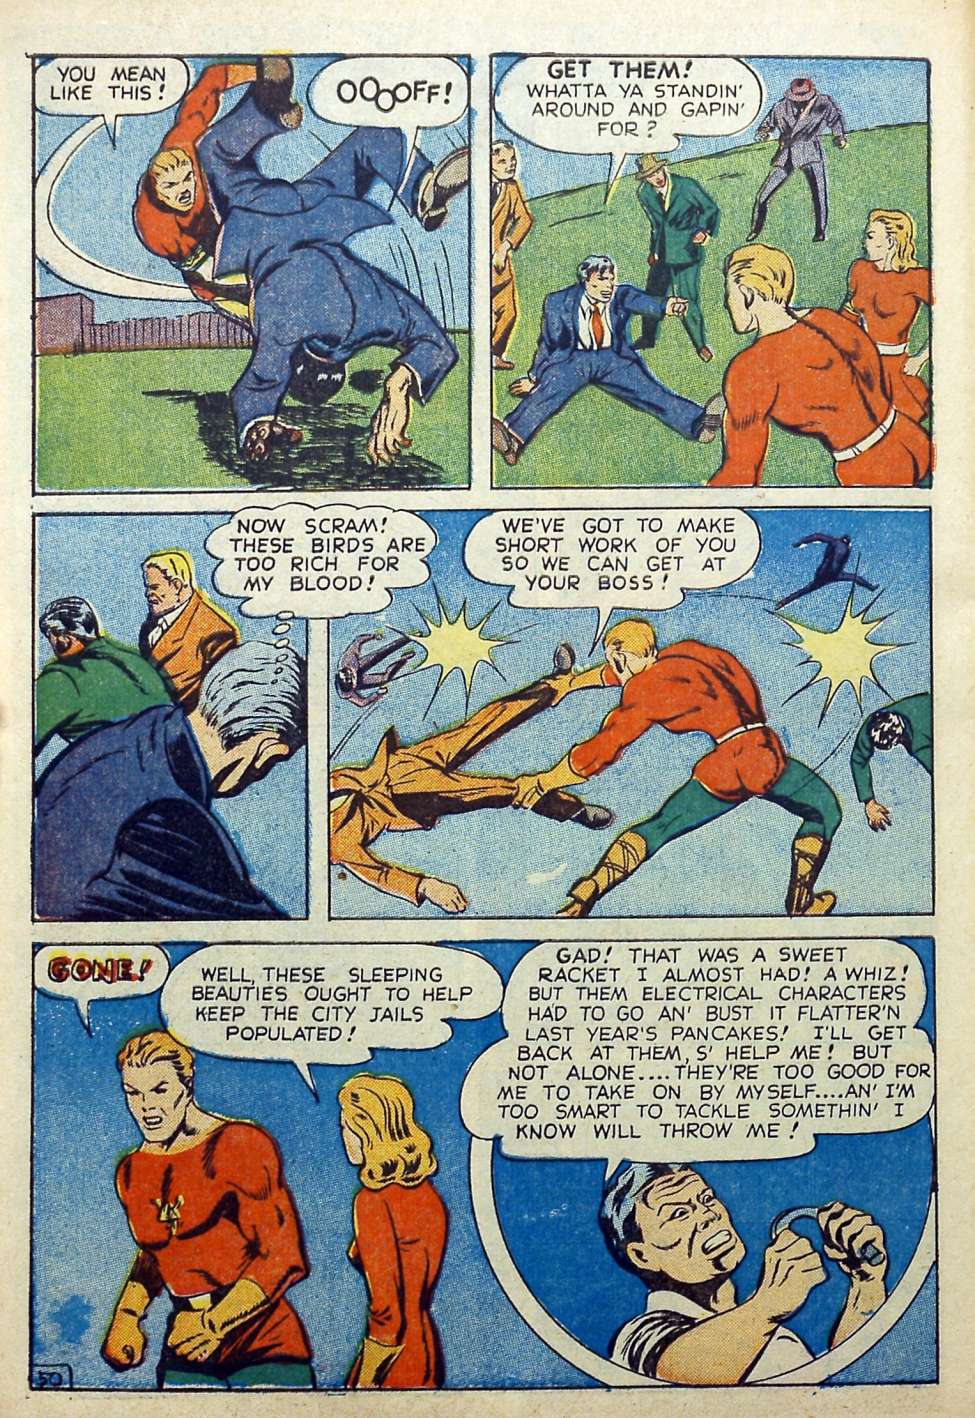 YOU MEAN
LIKE THIS!
OOOOFF!
GET THEM!
WHATTA YA STANDIN'
AROUND AND GAPIN'
FOR?
NOW SCRAM!
THESE BIRDS ARE
TOO RICH FOR
MY BLOOD!
WE'VE GOT TO MAKE
SHORT WORK OF YOU
SO WE CAN GET AT
YOUR BOSS!
GONE!
WELL, THESE SLEEPING
BEAUTIES OUGHT TO HELP
KEEP THE CITY JAILS
POPULATED!
GAD! THAT WAS A SWEET
RACKET I ALMOST HAD! A WHIZ!
BUT THEM ELECTRICAL CHARACTERS
HAD TO GO AN' BUST IT FLATTER'N
LAST YEAR'S PANCAKES! I'LL GET
BACK AT THEM, S' HELP ME! BUT
NOT ALONE.... THEY'RE TOO GOOD FOR
ME TO TAKE ON BY MYSELF....AN' I'M
TOO SMART TO TACKLE SOMETHIN' I
KNOW WILL THROW ME!
50